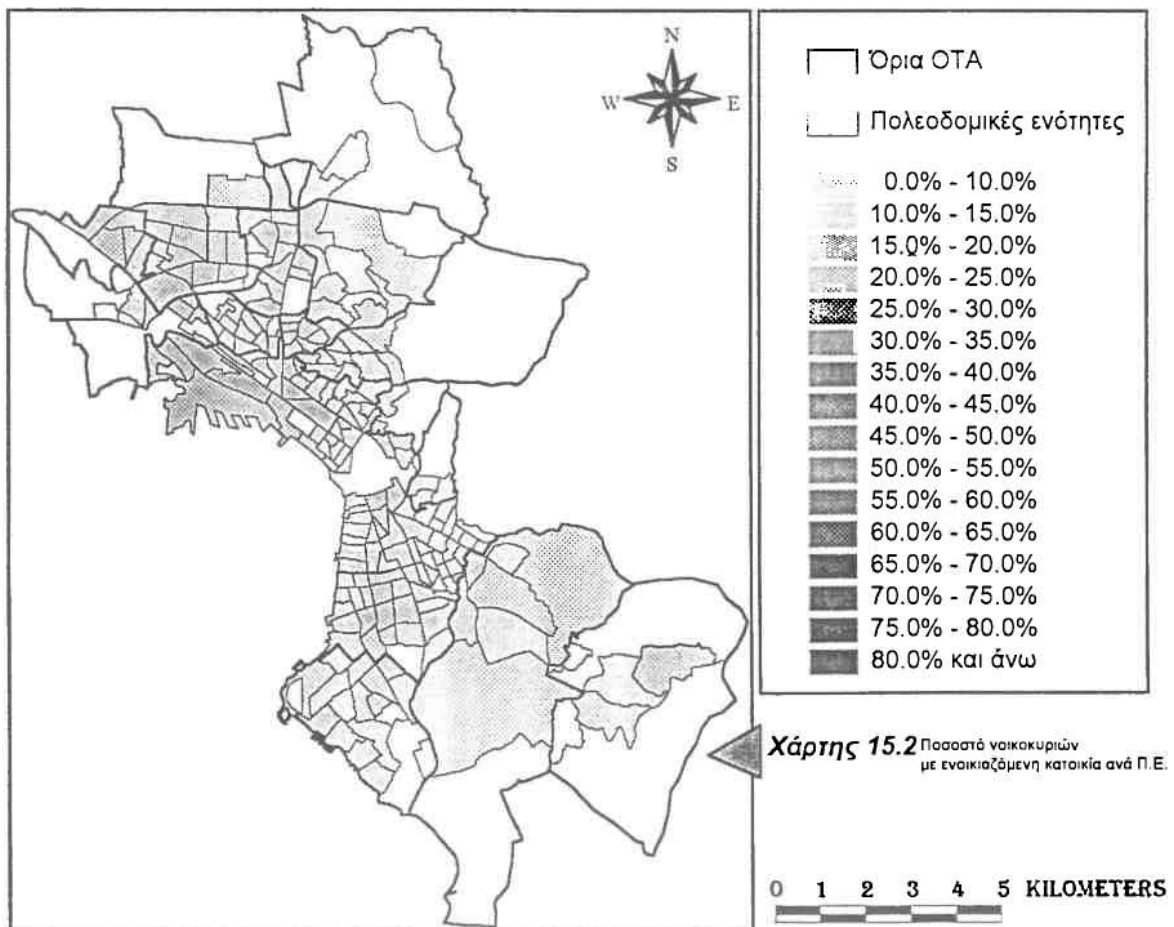 N
W E
S
Όρια ΟΤΑ
Πολεοδομικές ενότητες
0.0% - 10.0%
10.0% - 15.0%
15.0% - 20.0%
20.0% - 25.0%
25.0% - 30.0%
30.0% - 35.0%
35.0% - 40.0%
40.0% - 45.0%
45.0% - 50.0%
50.0% - 55.0%
55.0% - 60.0%
60.0% - 65.0%
65.0% - 70.0%
70.0% - 75.0%
75.0% - 80.0%
80.0% και άνω
Χάρτης 15.2 Ποσοστό νοικοκυριών
με ενοικιαζόμενη κατοικία ανά Π.Ε.
0 1 2 3 4 5 KILOMETERS